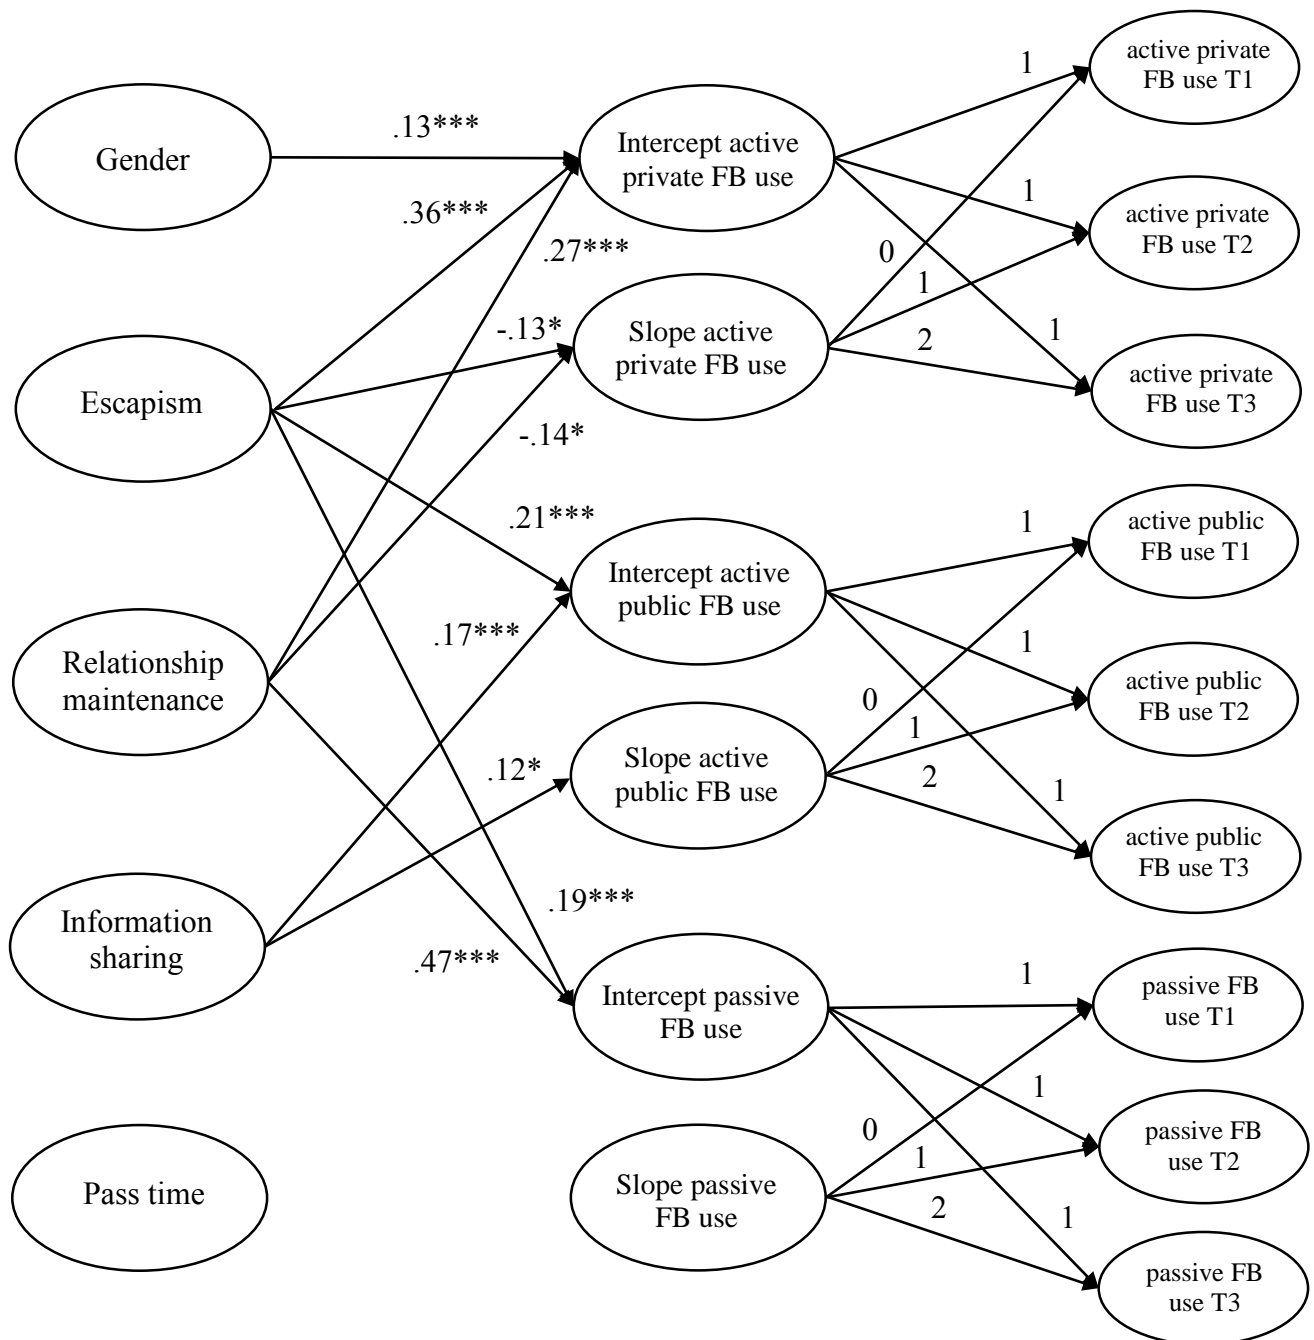 Gender
Escapism
Relationship
maintenance
Information
sharing
Pass time
.13***
.36***
.27***
-.13*
-.14*
.21***
.17***
.12*
.19***
.47***
Intercept active
private FB use
Slope active
private FB use
Intercept active
public FB use
Slope active
public FB use
Intercept passive
FB use
Slope passive
FB use
1
1
0
1
1
2
1
1
0
1
2
1
1
1
0
1
2
1
active private
FB use T1
active private
FB use T2
active private
FB use T3
active public
FB use T1
active public
FB use T2
active public
FB use T3
passive FB
use T1
passive FB
use T2
passive FB
use T3